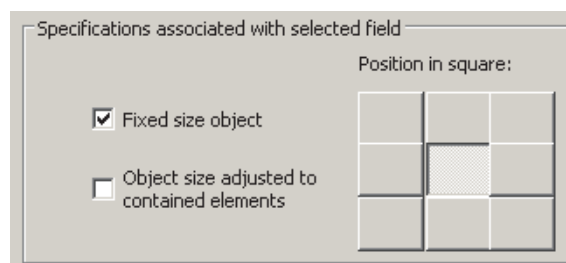 Specifications associated with selected field
Position in square:
Fixed size object
Object size adjusted to
contained elements